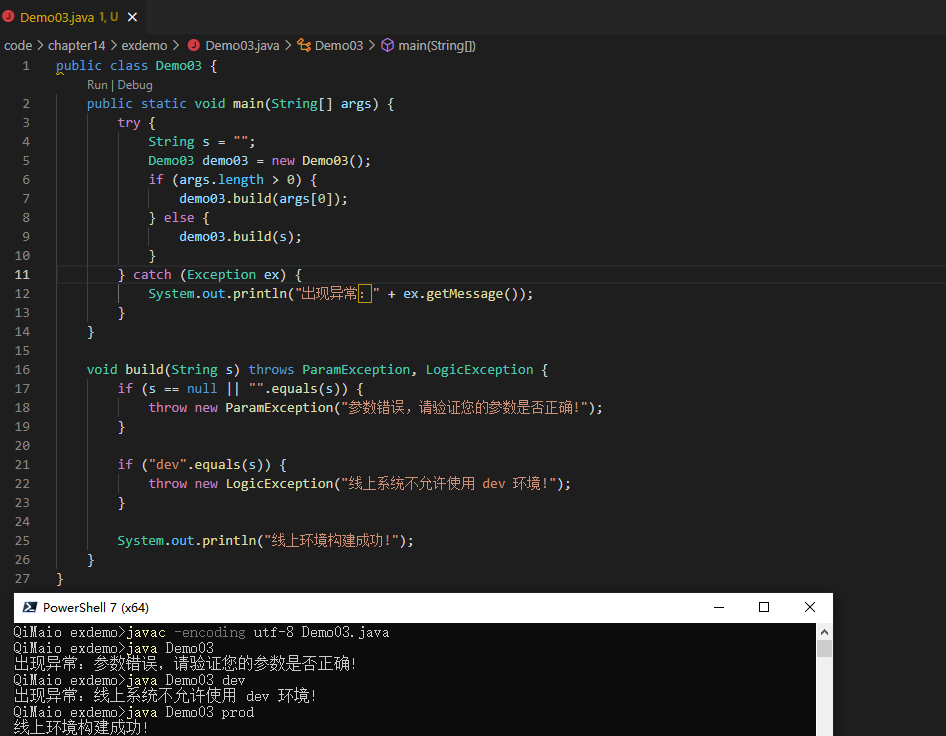 Demo03.java 1, U
code > chapter14 > exdemo > Demo03.java > Demo03 > main(String[])
1 public class Demo03 {
Run | Debug
2 public static void main(String[] args) {
3 try {
4 String s = "";
5 Demo03 demo03 = new Demo03();
6 if (args.length > 0) {
7 demo03.build(args[0]);
8 } else {
9 demo03.build(s);
10 }
11 } catch (Exception ex) {
12 System.out.println("出现异常：" + ex.getMessage());
13 }
14 }
15
16 void build(String s) throws ParamException, LogicException {
17 if (s == null || "".equals(s)) {
18 throw new ParamException("参数错误，请验证您的参数是否正确!");
19 }
20
21 if ("dev".equals(s)) {
22 throw new LogicException("线上系统不允许使用 dev 环境!");
23 }
24
25 System.out.println("线上环境构建成功!");
26 }
27 }
PowerShell 7 (x64)
QiMaio exdemo>javac -encoding utf-8 Demo03.java
QiMaio exdemo>java Demo03
出现异常：参数错误，请验证您的参数是否正确!
QiMaio exdemo>java Demo03 dev
出现异常：线上系统不允许使用 dev 环境!
QiMaio exdemo>java Demo03 prod
线上环境构建成功!